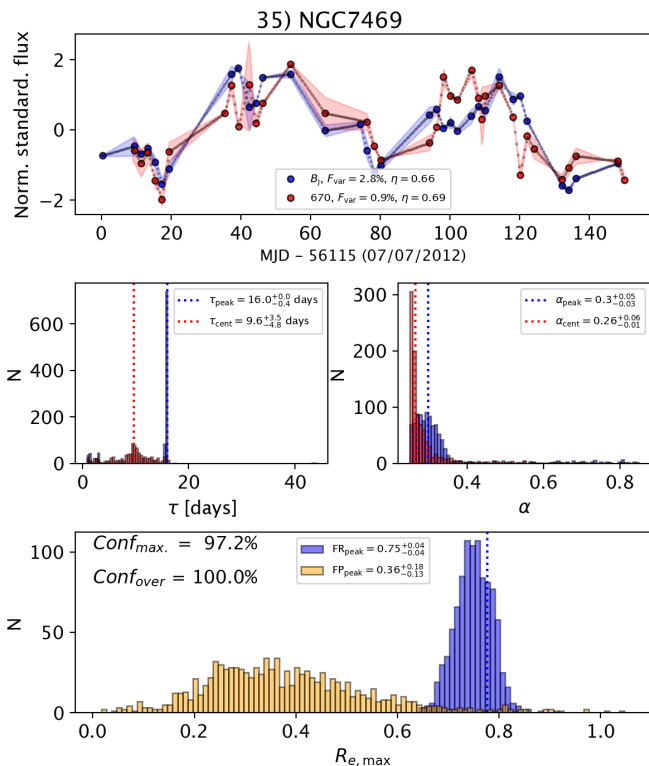 35) NGC7469
Norm. standard. flux
2
0
−2
B_j, F_var = 2.8%, η = 0.66
670, F_var = 0.9%, η = 0.69
0 20 40 60 80 100 120 140
MJD – 56115 (07/07/2012)
N
600
400
200
0
τ_peak = 16.0^{+0.0}_{−0.4} days
τ_cent = 9.6^{+3.5}_{−4.8} days
0 20 40
τ [days]
N
300
200
100
0
α_peak = 0.3^{+0.05}_{−0.03}
α_cent = 0.26^{+0.06}_{−0.01}
0.4 0.6 0.8
α
N
100
50
0
Conf_max. = 97.2%
Conf_over = 100.0%
FR_peak = 0.75^{+0.04}_{−0.04}
FP_peak = 0.36^{+0.18}_{−0.13}
0.0 0.2 0.4 0.6 0.8 1.0
R_{e, max}